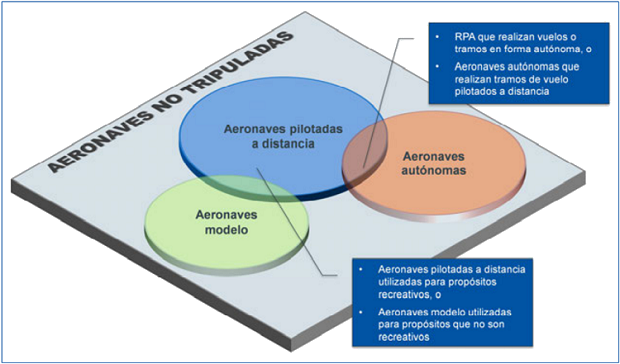 AERONAVES NO TRIPULADAS
• RPA que realizan vuelos o
tramos en forma autónoma, o
• Aeronaves autónomas que
realizan tramos de vuelo
pilotados a distancia
Aeronaves pilotadas
a distancia
Aeronaves
autónomas
Aeronaves
modelo
• Aeronaves pilotadas a distancia
utilizadas para propósitos
recreativos, o
• Aeronaves modelo utilizadas
para propósitos que no son
recreativos